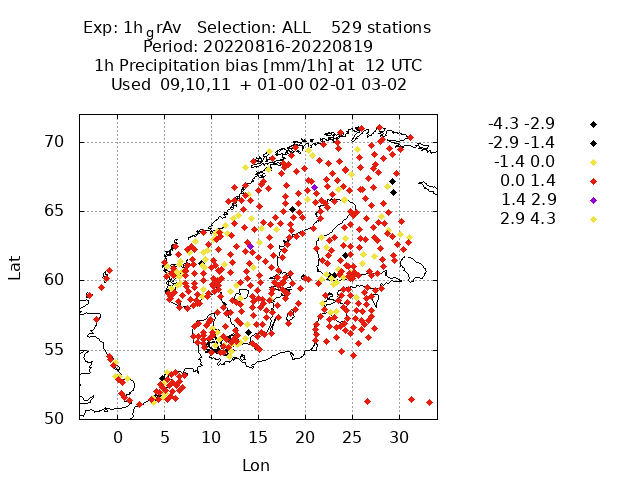 Exp: 1h grAv Selection: ALL 529 stations
Period: 20220816-20220819
1h Precipitation bias [mm/1h] at 12 UTC
Used 09,10,11 + 01-00 02-01 03-02
-4.3 -2.9
-2.9 -1.4
-1.4 0.0
0.0 1.4
1.4 2.9
2.9 4.3
70
65
60
55
50
Lat
0 5 10 15 20 25 30
Lon